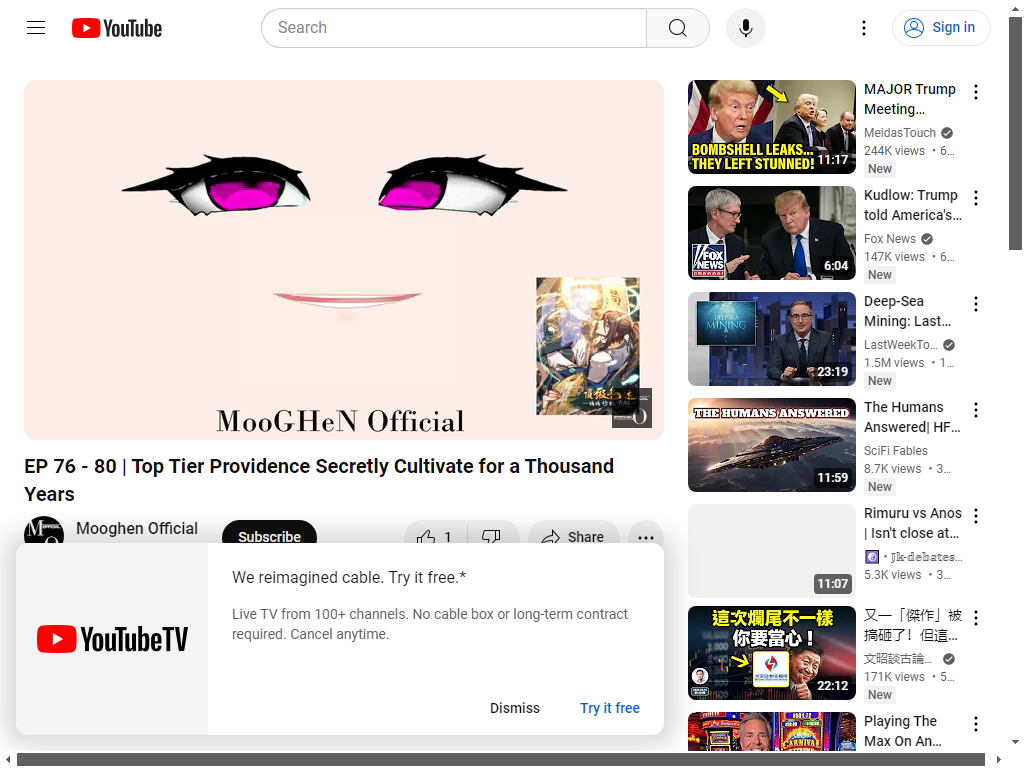 YouTube
Search
Sign in
MooGHeN Official
EP 76 - 80 | Top Tier Providence Secretly Cultivate for a Thousand
Years
Mooghen Official
Subscribe
1
Share
We reimagined cable. Try it free.*
Live TV from 100+ channels. No cable box or long-term contract
required. Cancel anytime.
YouTubeTV
Dismiss
Try it free
BOMBSHELL LEAKS...
THEY LEFT STUNNED!
11:17
MAJOR Trump
Meeting…
MeidasTouch
244K views • 6…
New
FOX
NEWS
channel
6:04
Kudlow: Trump
told America's…
Fox News
147K views • 6…
New
DEEP-SEA
MINING
23:19
Deep-Sea
Mining: Last…
LastWeekTo…
1.5M views • 1…
New
THE HUMANS ANSWERED
11:59
The Humans
Answered| HF…
SciFi Fables
8.7K views • 3…
New
11:07
Rimuru vs Anos
| Isn't close at…
• 𝕁𝕜-𝕕𝕖𝕓𝕒𝕥𝕖𝕤…
5.3K views • 3…
這次爛尾不一樣
你要當心！
22:12
又一「傑作」被
搞砸了！但這…
文昭談古論…
171K views • 5…
New
CARNIVAL
Playing The
Max On An…